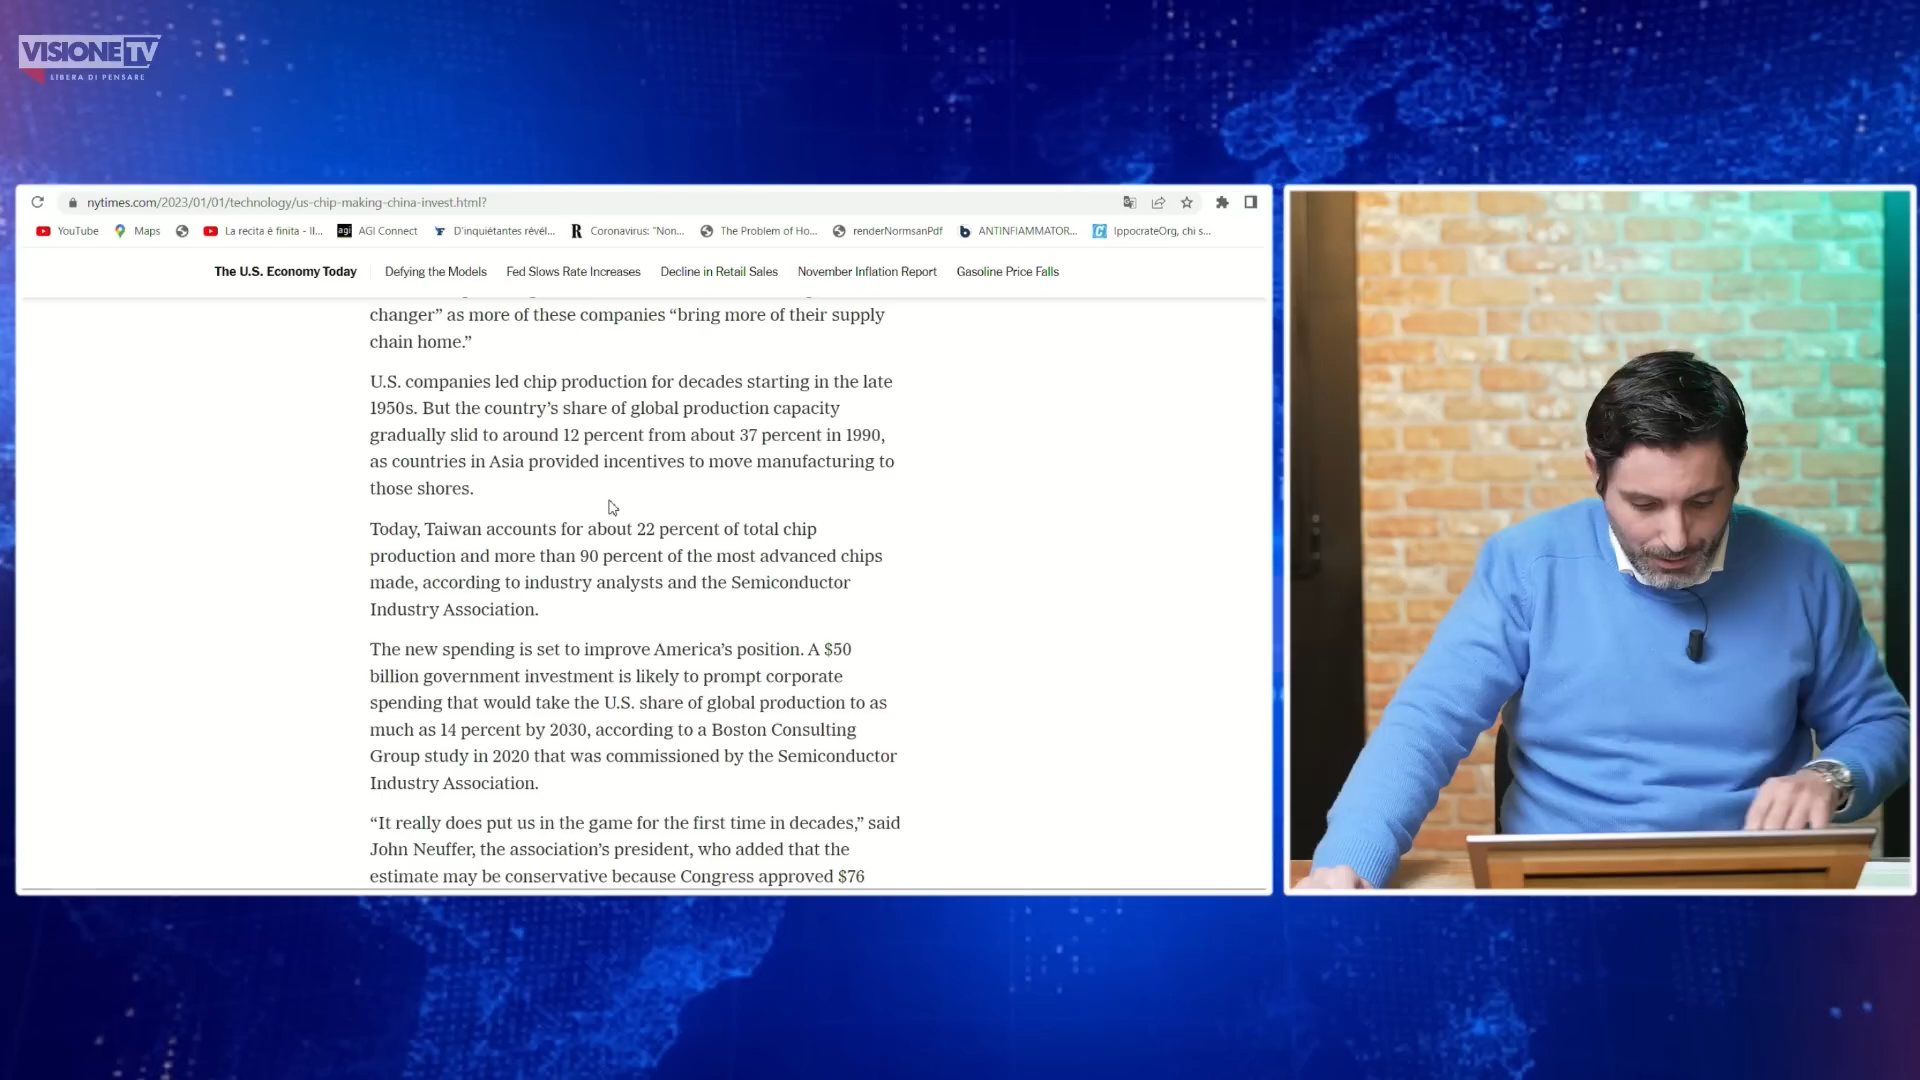 VISIONE TV
LIBERA DI PENSARE
nytimes.com/2023/01/01/technology/us-chip-making-china-invest.html?
YouTube Maps La recita è finita - Il... AGI Connect D'inquiétantes révél... Coronavirus: "Non... The Problem of Ho... renderNormsanPdf ANTINFIAMMATOR... IppocrateOrg, chi s...
The U.S. Economy Today Defying the Models Fed Slows Rate Increases Decline in Retail Sales November Inflation Report Gasoline Price Falls
changer” as more of these companies “bring more of their supply
chain home.”
U.S. companies led chip production for decades starting in the late
1950s. But the country’s share of global production capacity
gradually slid to around 12 percent from about 37 percent in 1990,
as countries in Asia provided incentives to move manufacturing to
those shores.
Today, Taiwan accounts for about 22 percent of total chip
production and more than 90 percent of the most advanced chips
made, according to industry analysts and the Semiconductor
Industry Association.
The new spending is set to improve America’s position. A $50
billion government investment is likely to prompt corporate
spending that would take the U.S. share of global production to as
much as 14 percent by 2030, according to a Boston Consulting
Group study in 2020 that was commissioned by the Semiconductor
Industry Association.
“It really does put us in the game for the first time in decades,” said
John Neuffer, the association’s president, who added that the
estimate may be conservative because Congress approved $76